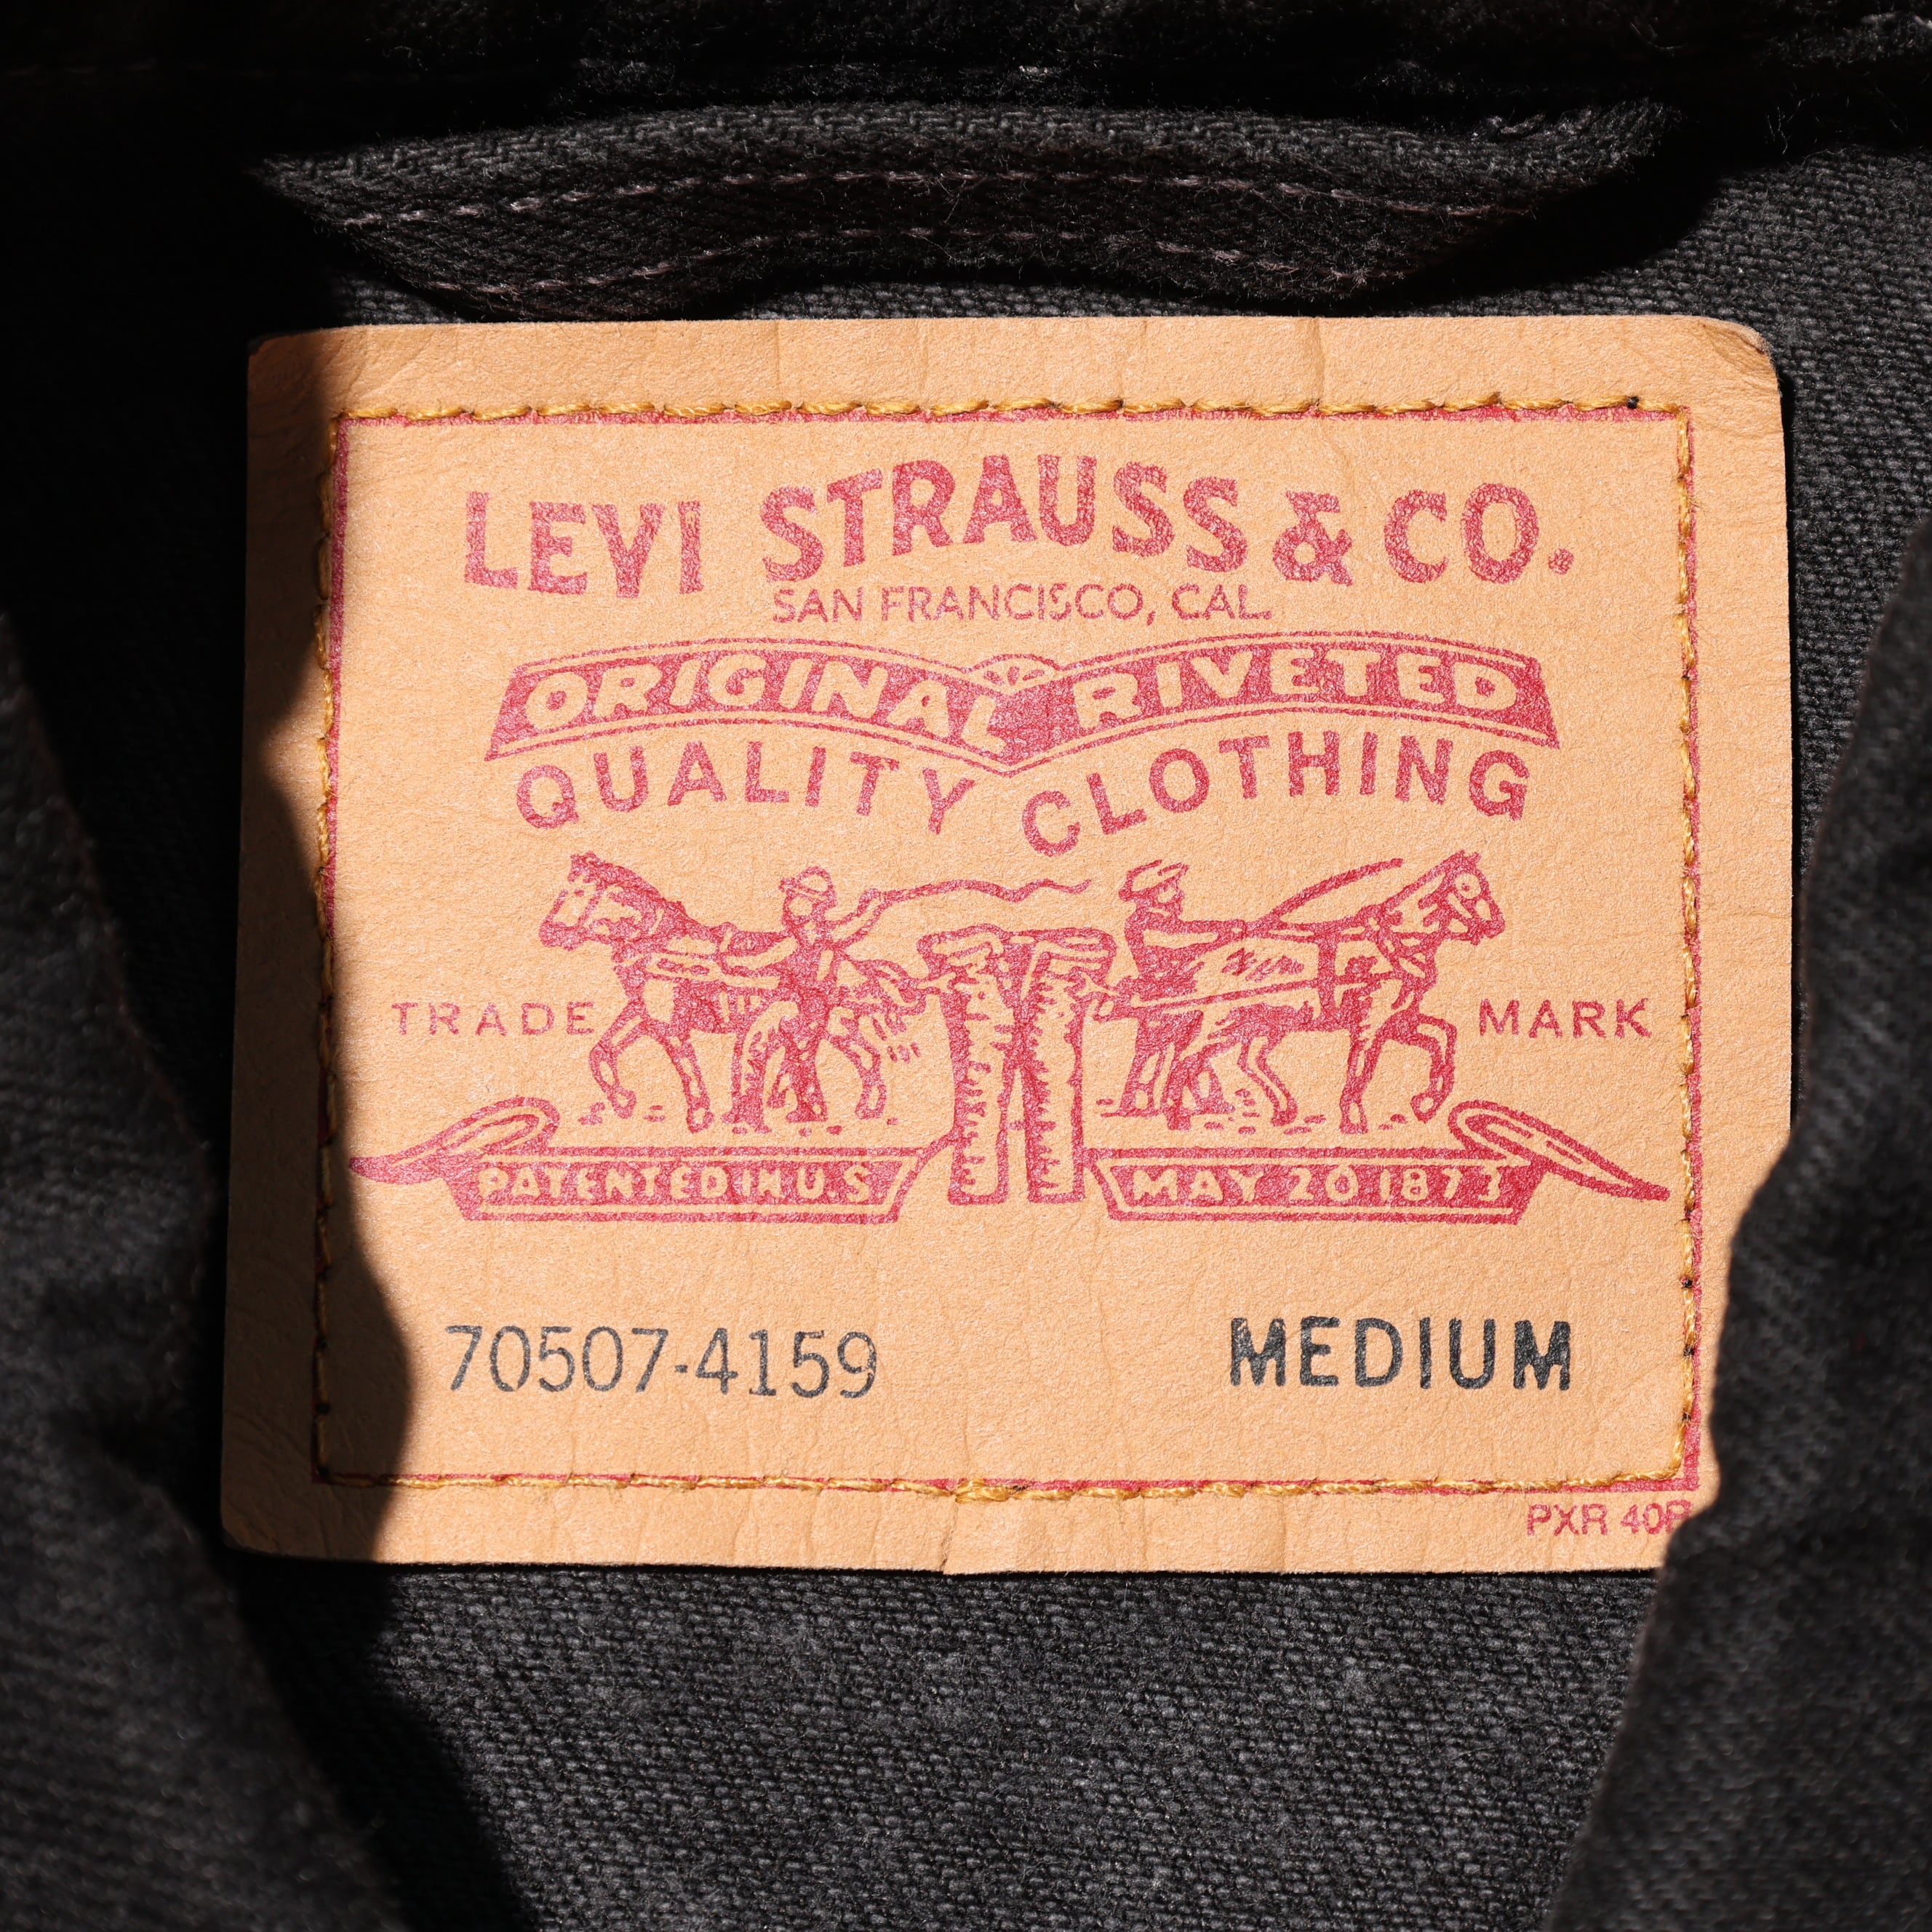 LEVI STRAUSS & CO.
SAN FRANCISCO, CAL.
ORIGINAL RIVETED
QUALITY CLOTHING
TRADE MARK
PATENTED IN U.S MAY 20 1873
70507-4159 MEDIUM
PXR